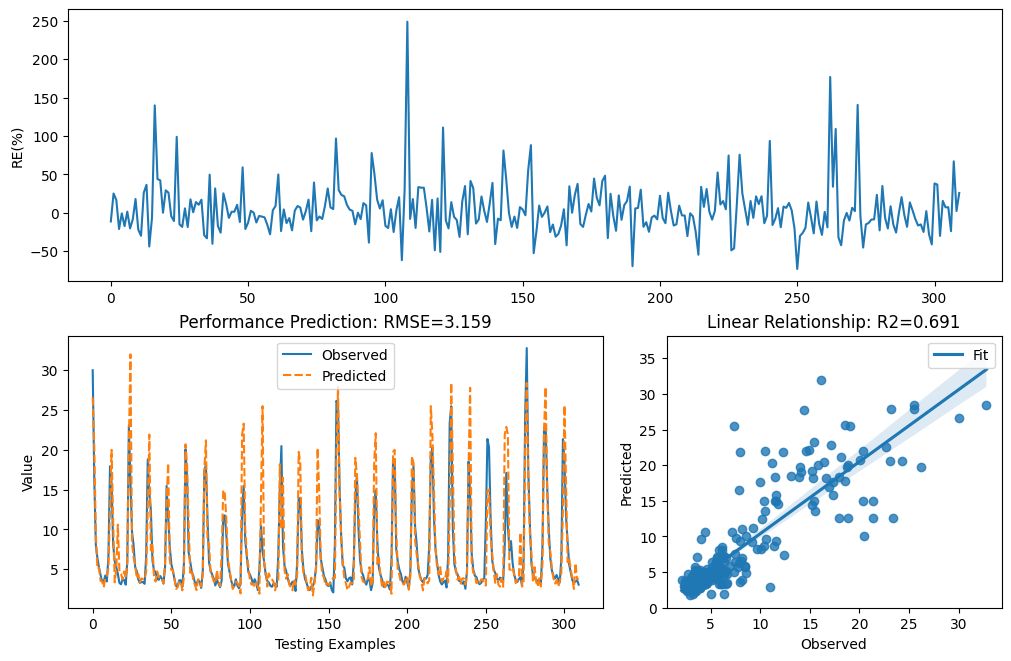 RE(%)
250
200
150
100
50
0
−50
0 50 100 150 200 250 300
Performance Prediction: RMSE=3.159
Value
30
25
20
15
10
5
Observed
Predicted
0 50 100 150 200 250 300
Testing Examples
Linear Relationship: R2=0.691
Predicted
35
30
25
20
15
10
5
0
Fit
5 10 15 20 25 30
Observed